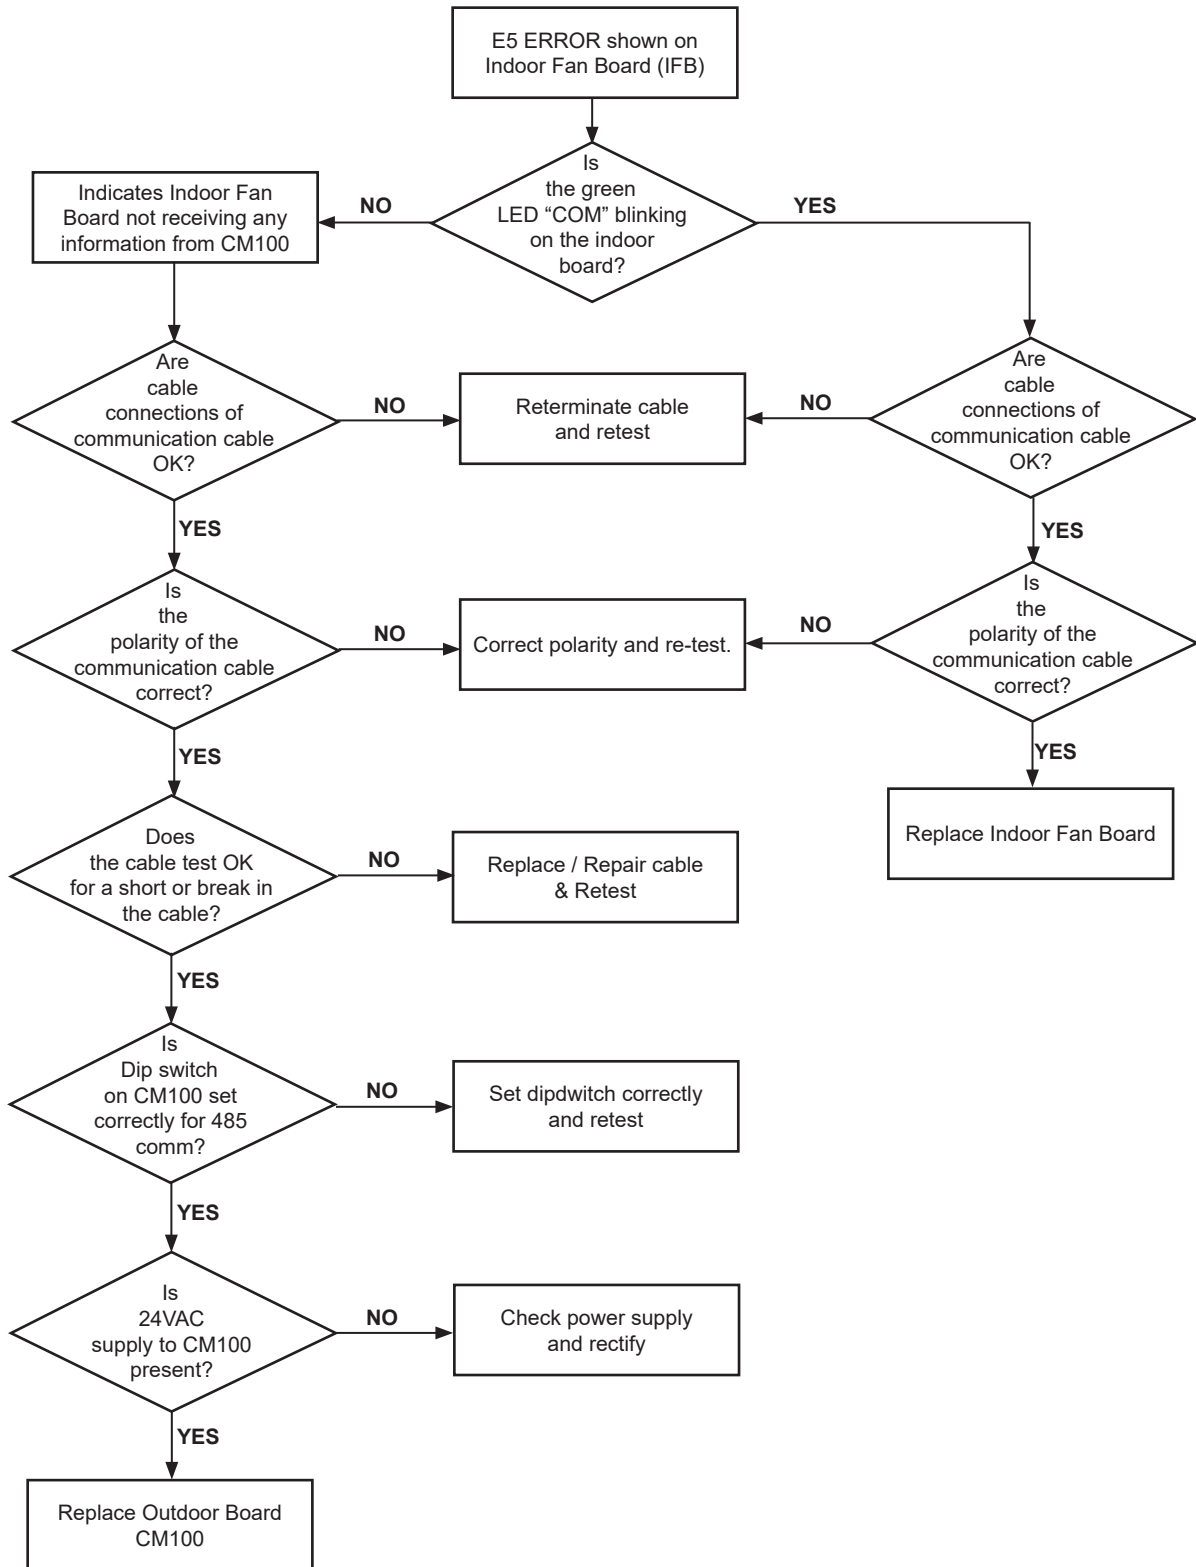 E5 ERROR shown on
Indoor Fan Board (IFB)
Is
the green
LED “COM” blinking
on the indoor
board?
NO
YES
Indicates Indoor Fan
Board not receiving any
information from CM100
Are
cable
connections of
communication cable
OK?
NO
Reterminate cable
and retest
NO
Are
cable
connections of
communication cable
OK?
YES
YES
Is
the
polarity of the
communication cable
correct?
NO
Correct polarity and re-test.
NO
Is
the
polarity of the
communication cable
correct?
YES
YES
Does
the cable test OK
for a short or break in
the cable?
NO
Replace / Repair cable
& Retest
Replace Indoor Fan Board
YES
Is
Dip switch
on CM100 set
correctly for 485
comm?
NO
Set dipdwitch correctly
and retest
YES
Is
24VAC
supply to CM100
present?
NO
Check power supply
and rectify
YES
Replace Outdoor Board
CM100